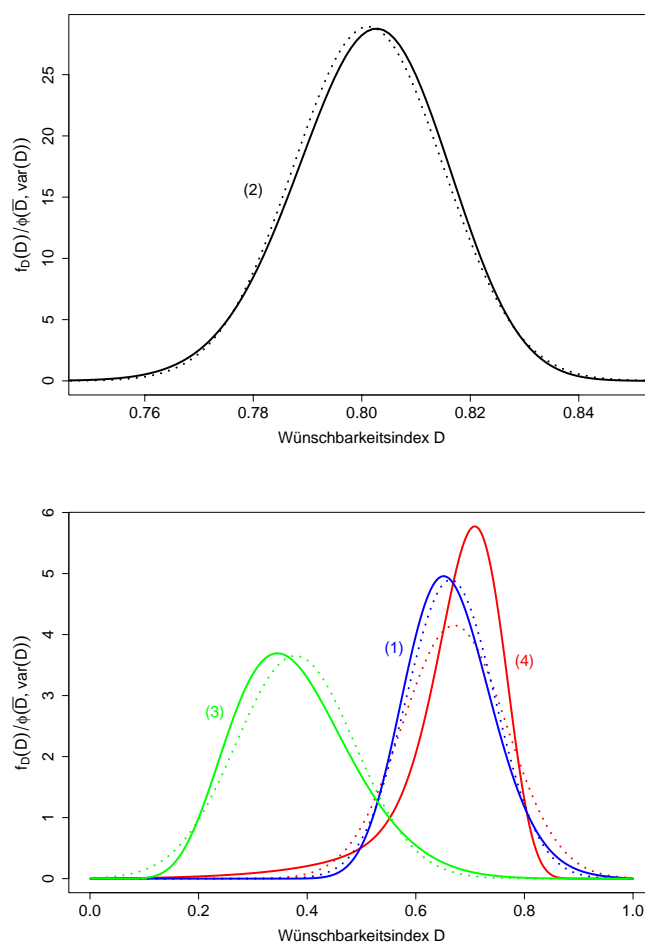 f_D(D)/ϕ(D̅, var(D))
25
20
15
10
5
0
(2)
0.76 0.78 0.80 0.82 0.84
Wünschbarkeitsindex D
f_D(D)/ϕ(D̅, var(D))
6
5
4
3
2
1
0
(1)
(4)
(3)
0.0 0.2 0.4 0.6 0.8 1.0
Wünschbarkeitsindex D